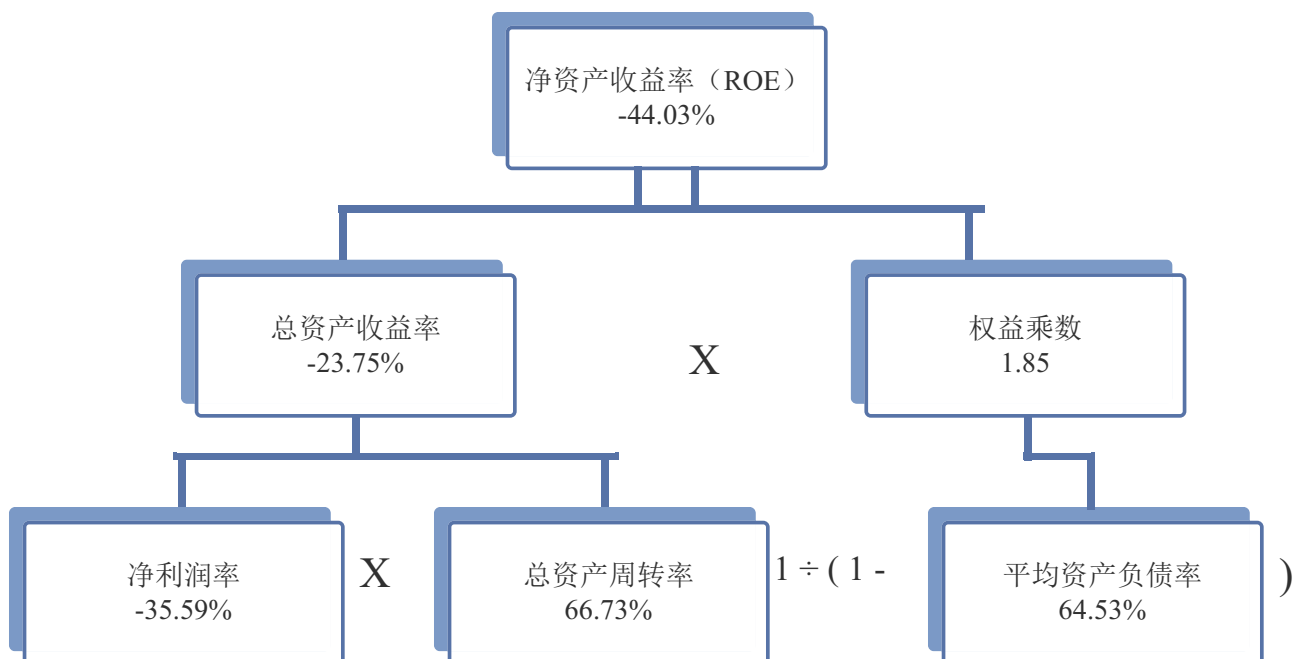 净资产收益率（ROE）
-44.03%
总资产收益率
-23.75%
X
权益乘数
1.85
净利润率
-35.59%
X
总资产周转率
66.73%
1 ÷ ( 1 -
平均资产负债率
64.53%
)